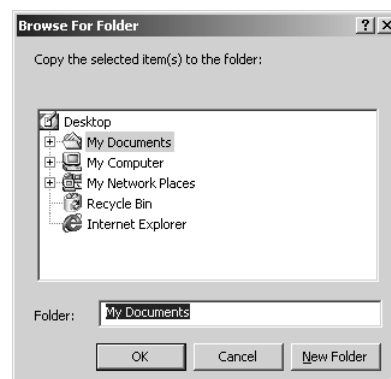 Browse For Folder
Copy the selected item(s) to the folder:
Desktop
My Documents
My Computer
My Network Places
Recycle Bin
Internet Explorer
Folder: My Documents
OK Cancel New Folder